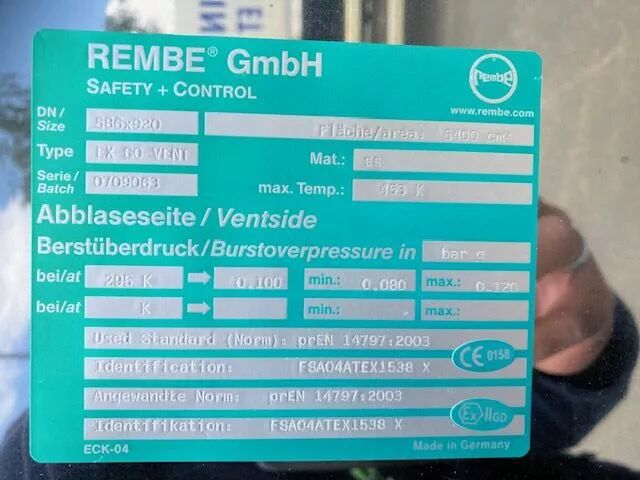 REMBE® GmbH
SAFETY + CONTROL
rembe
www.rembe.com
DN / Size 586x920 Fläche/area: 5400 cm²
Type EX-GO-VENT Mat.: SS
Serie / Batch 0709063 max. Temp.: 453 K
Abblaseseite / Ventside
Berstüberdruck / Burstoverpressure in bar g
bei/at 295 K → 0.100 min.: 0.080 max.: 0.120
bei/at K → min.: . max.:
Used Standard (Norm): prEN 14797:2003
Identification: FSA04ATEX1538 X
CE 0158
Angewandte Norm: prEN 14797:2003
Identifikation: FSA04ATEX1538 X
Ex II GD
ECK-04 Made in Germany